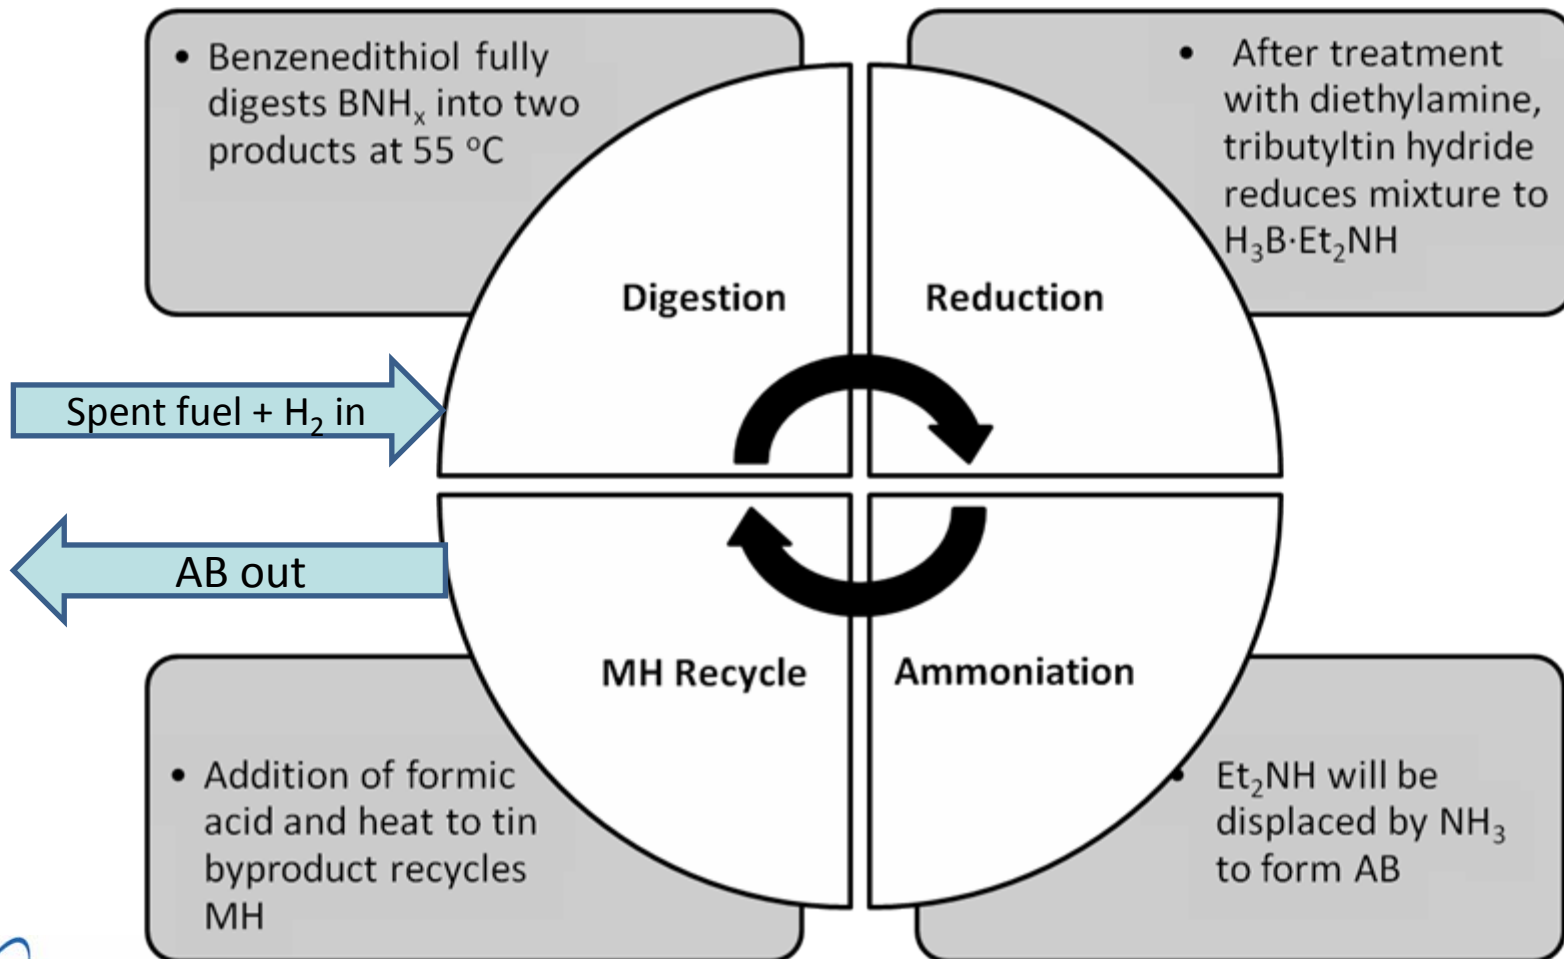 • Benzenedithiol fully
digests BNHₓ into two
products at 55 °C
• After treatment
with diethylamine,
tributyltin hydride
reduces mixture to
H₃B·Et₂NH
Digestion
Reduction
Spent fuel + H₂ in
AB out
MH Recycle
Ammoniation
• Addition of formic
acid and heat to tin
byproduct recycles
MH
• Et₂NH will be
displaced by NH₃
to form AB